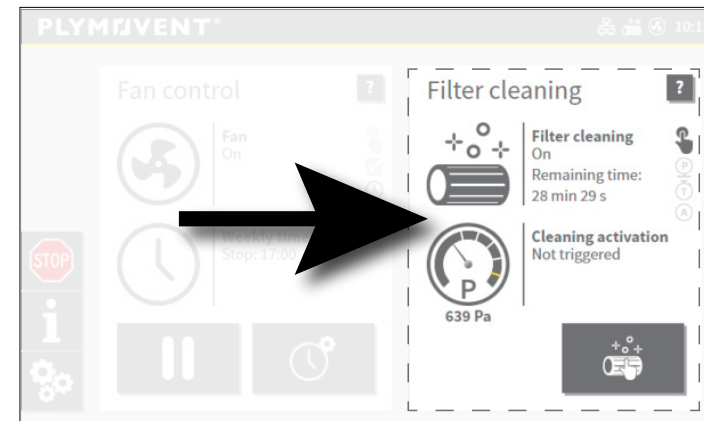 PLYMOVENT®
10:1
Fan control
?
Fan
On
Weekly
Stop: 17:00
STOP
i
Filter cleaning
?
Filter cleaning
On
Remaining time:
28 min 29 s
P
T
A
Cleaning activation
Not triggered
P
639 Pa